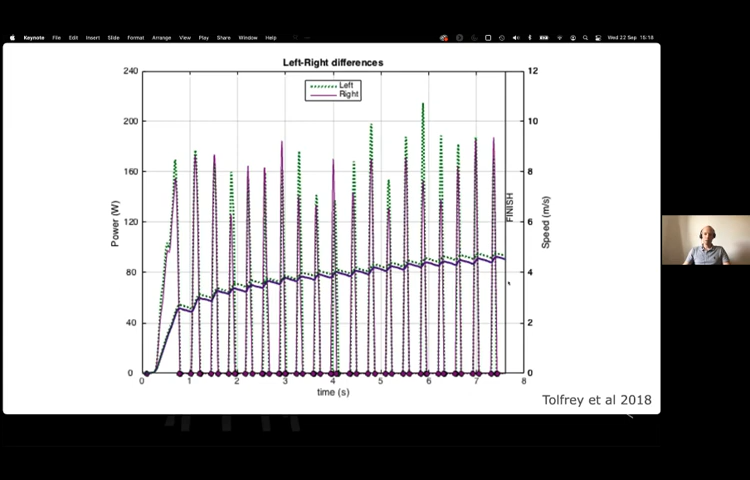 Keynote File Edit Insert Slide Format Arrange View Play Share Window Help Wed 22 Sep 15:18
Left-Right differences
Left
Right
240
200
160
120
80
40
0
Power (W)
0 1 2 3 4 5 6 7 8
time (s)
12
10
8
6
4
2
0
Speed (m/s)
FINISH
Tolfrey et al 2018